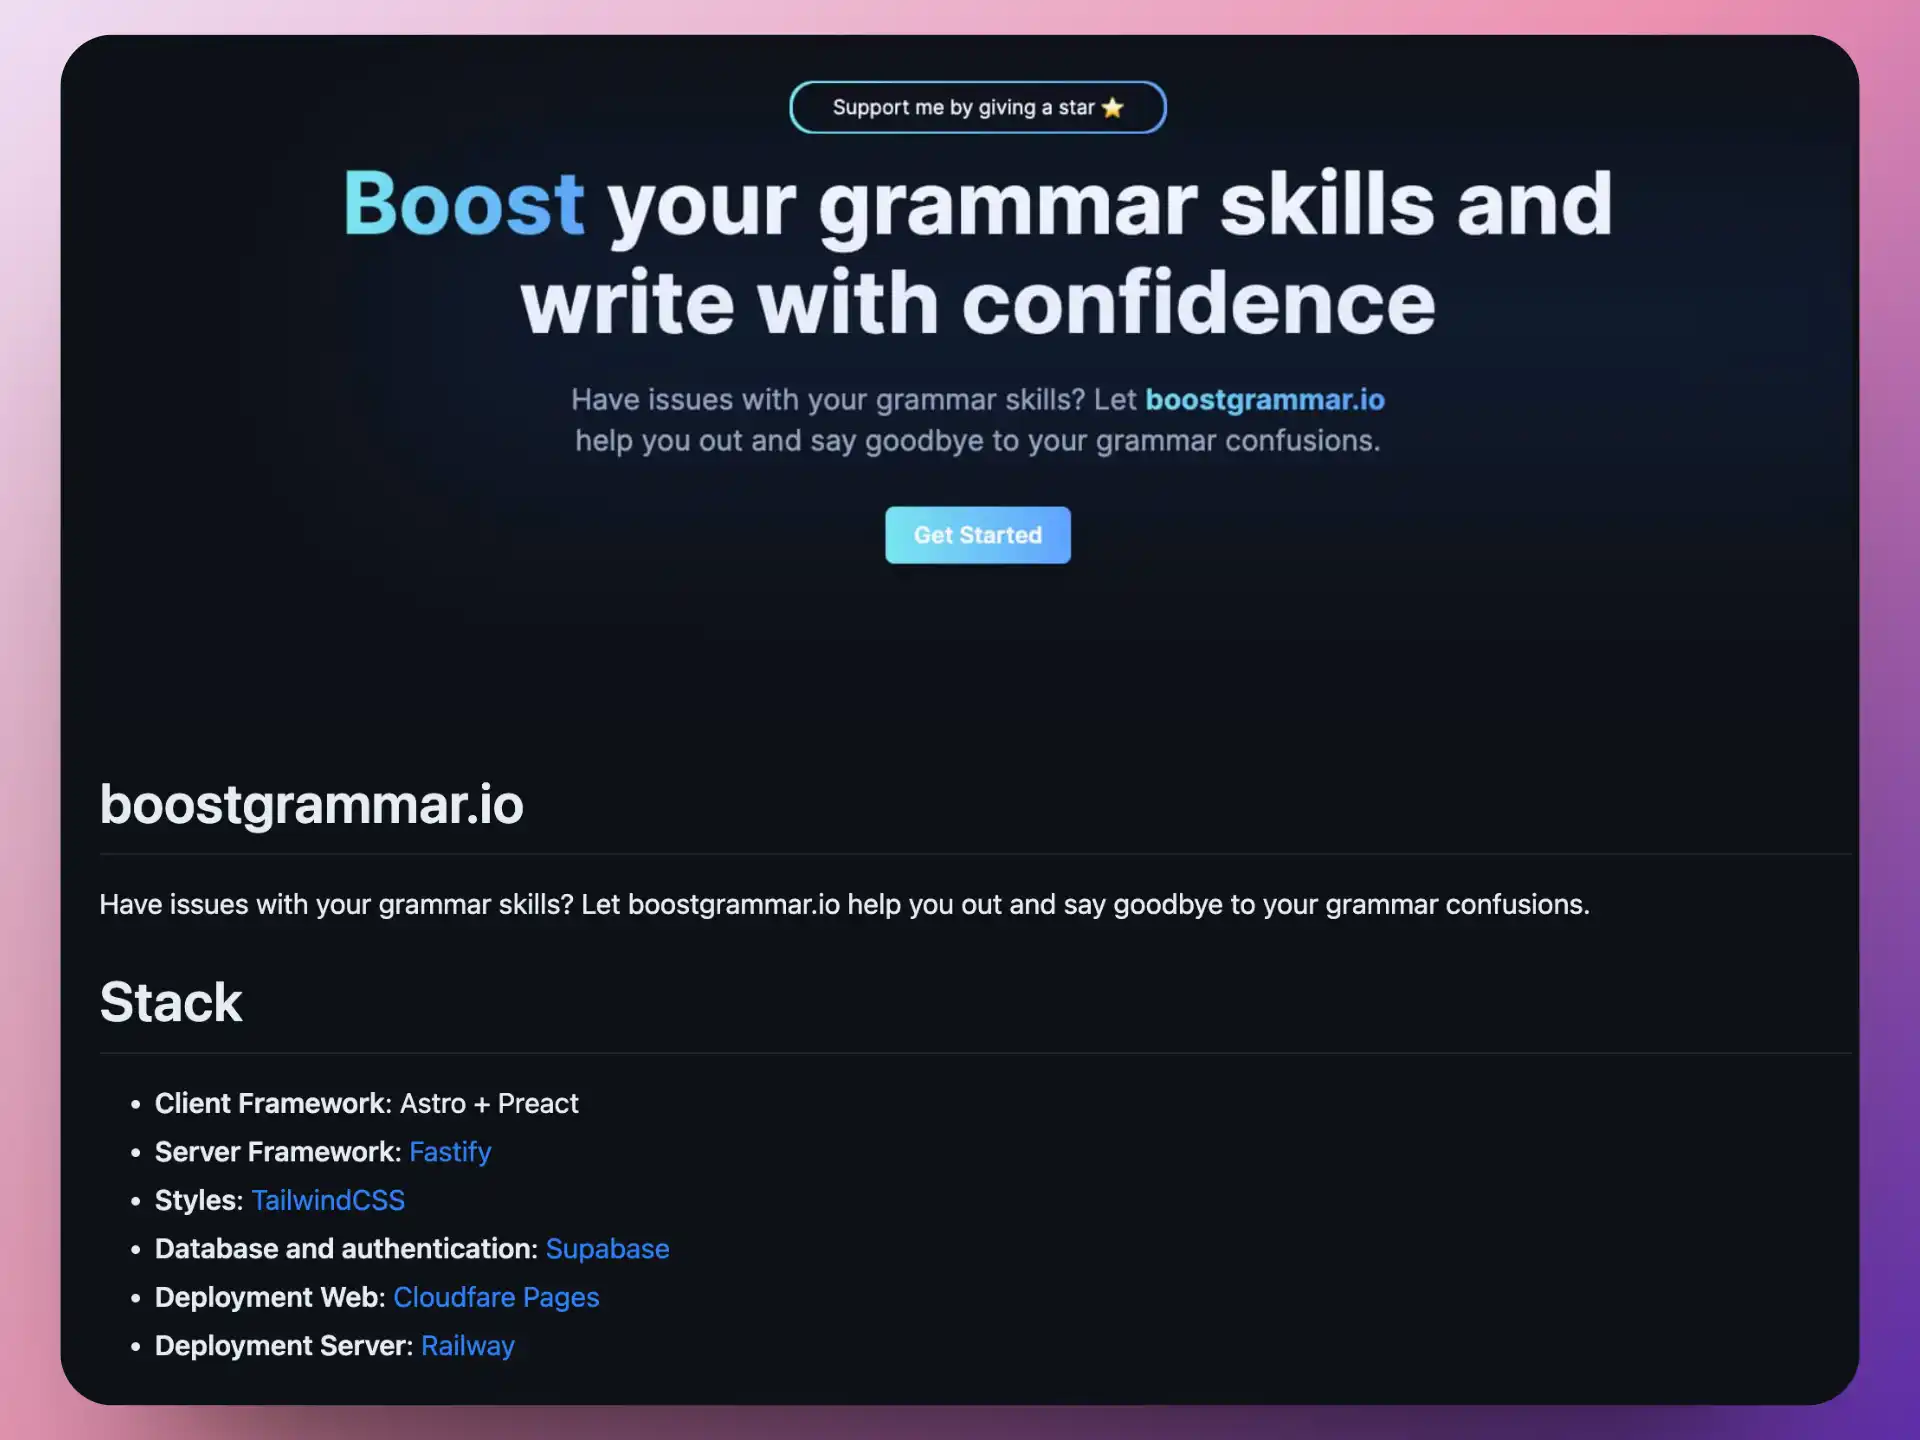 Support me by giving a star ⭐
Boost your grammar skills and
write with confidence
Have issues with your grammar skills? Let boostgrammar.io
help you out and say goodbye to your grammar confusions.
Get Started
boostgrammar.io
Have issues with your grammar skills? Let boostgrammar.io help you out and say goodbye to your grammar confusions.
Stack
• Client Framework: Astro + Preact
• Server Framework: Fastify
• Styles: TailwindCSS
• Database and authentication: Supabase
• Deployment Web: Cloudfare Pages
• Deployment Server: Railway